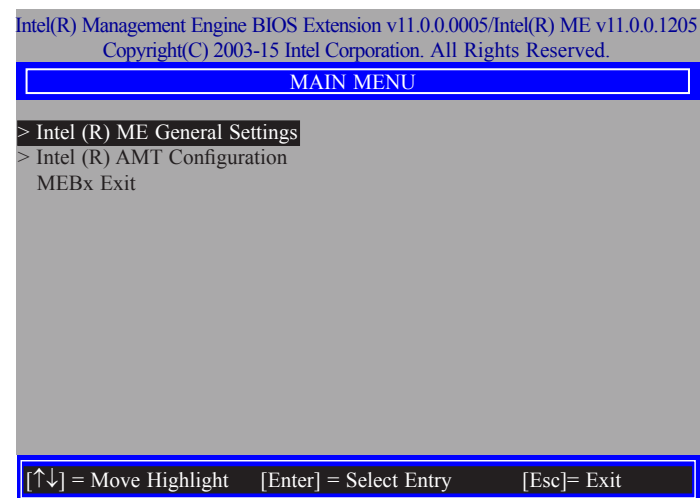 Intel(R) Management Engine BIOS Extension v11.0.0.0005/Intel(R) ME v11.0.0.1205
Copyright(C) 2003-15 Intel Corporation. All Rights Reserved.
MAIN MENU
> Intel (R) ME General Settings
> Intel (R) AMT Configuration
MEBx Exit
[↑↓] = Move Highlight [Enter] = Select Entry [Esc]= Exit